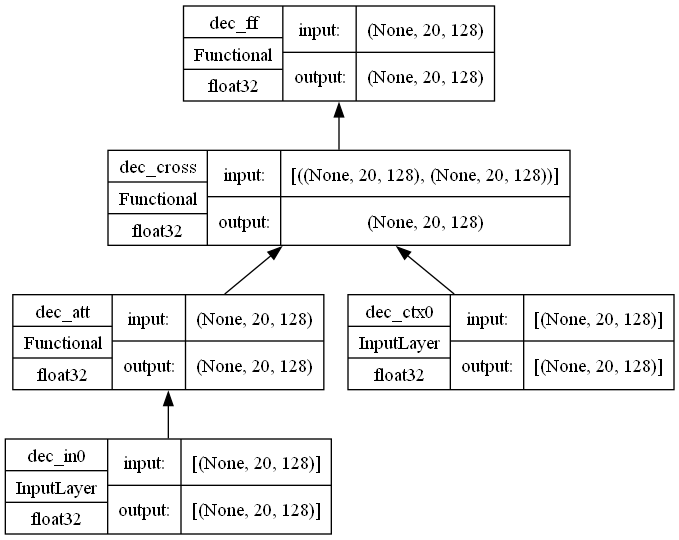 dec_ff
Functional
float32
input: (None, 20, 128)
output: (None, 20, 128)
dec_cross
Functional
float32
input: [((None, 20, 128), (None, 20, 128))]
output: (None, 20, 128)
dec_att
Functional
float32
input: (None, 20, 128)
output: (None, 20, 128)
dec_ctx0
InputLayer
float32
input: [(None, 20, 128)]
output: [(None, 20, 128)]
dec_in0
InputLayer
float32
input: [(None, 20, 128)]
output: [(None, 20, 128)]